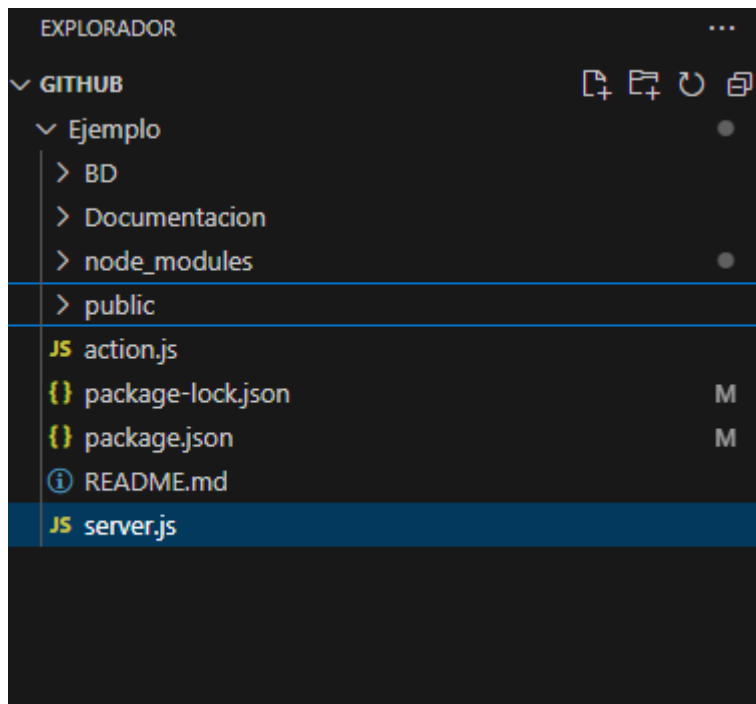 EXPLORADOR ...
GITHUB
Ejemplo
BD
Documentacion
node_modules
public
JS action.js
{} package-lock.json M
{} package.json M
README.md
JS server.js